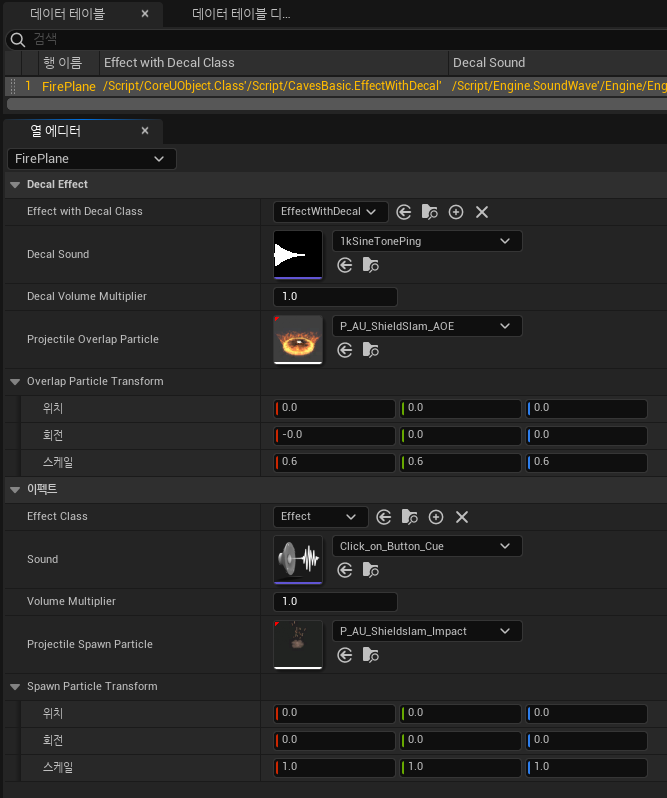 데이터 테이블
데이터 테이블 디...
검색
행 이름 Effect with Decal Class Decal Sound
1 FirePlane /Script/CoreUObject.Class'/Script/CavesBasic.EffectWithDecal' /Script/Engine.SoundWave'/Engine/Eng
열 에디터
FirePlane
Decal Effect
Effect with Decal Class EffectWithDecal
Decal Sound 1kSineTonePing
Decal Volume Multiplier 1.0
Projectile Overlap Particle P_AU_ShieldSlam_AOE
Overlap Particle Transform
위치 0.0 0.0 0.0
회전 -0.0 0.0 0.0
스케일 0.6 0.6 0.6
이펙트
Effect Class Effect
Sound Click_on_Button_Cue
Volume Multiplier 1.0
Projectile Spawn Particle P_AU_Shieldslam_Impact
Spawn Particle Transform
위치 0.0 0.0 0.0
회전 0.0 0.0 0.0
스케일 1.0 1.0 1.0